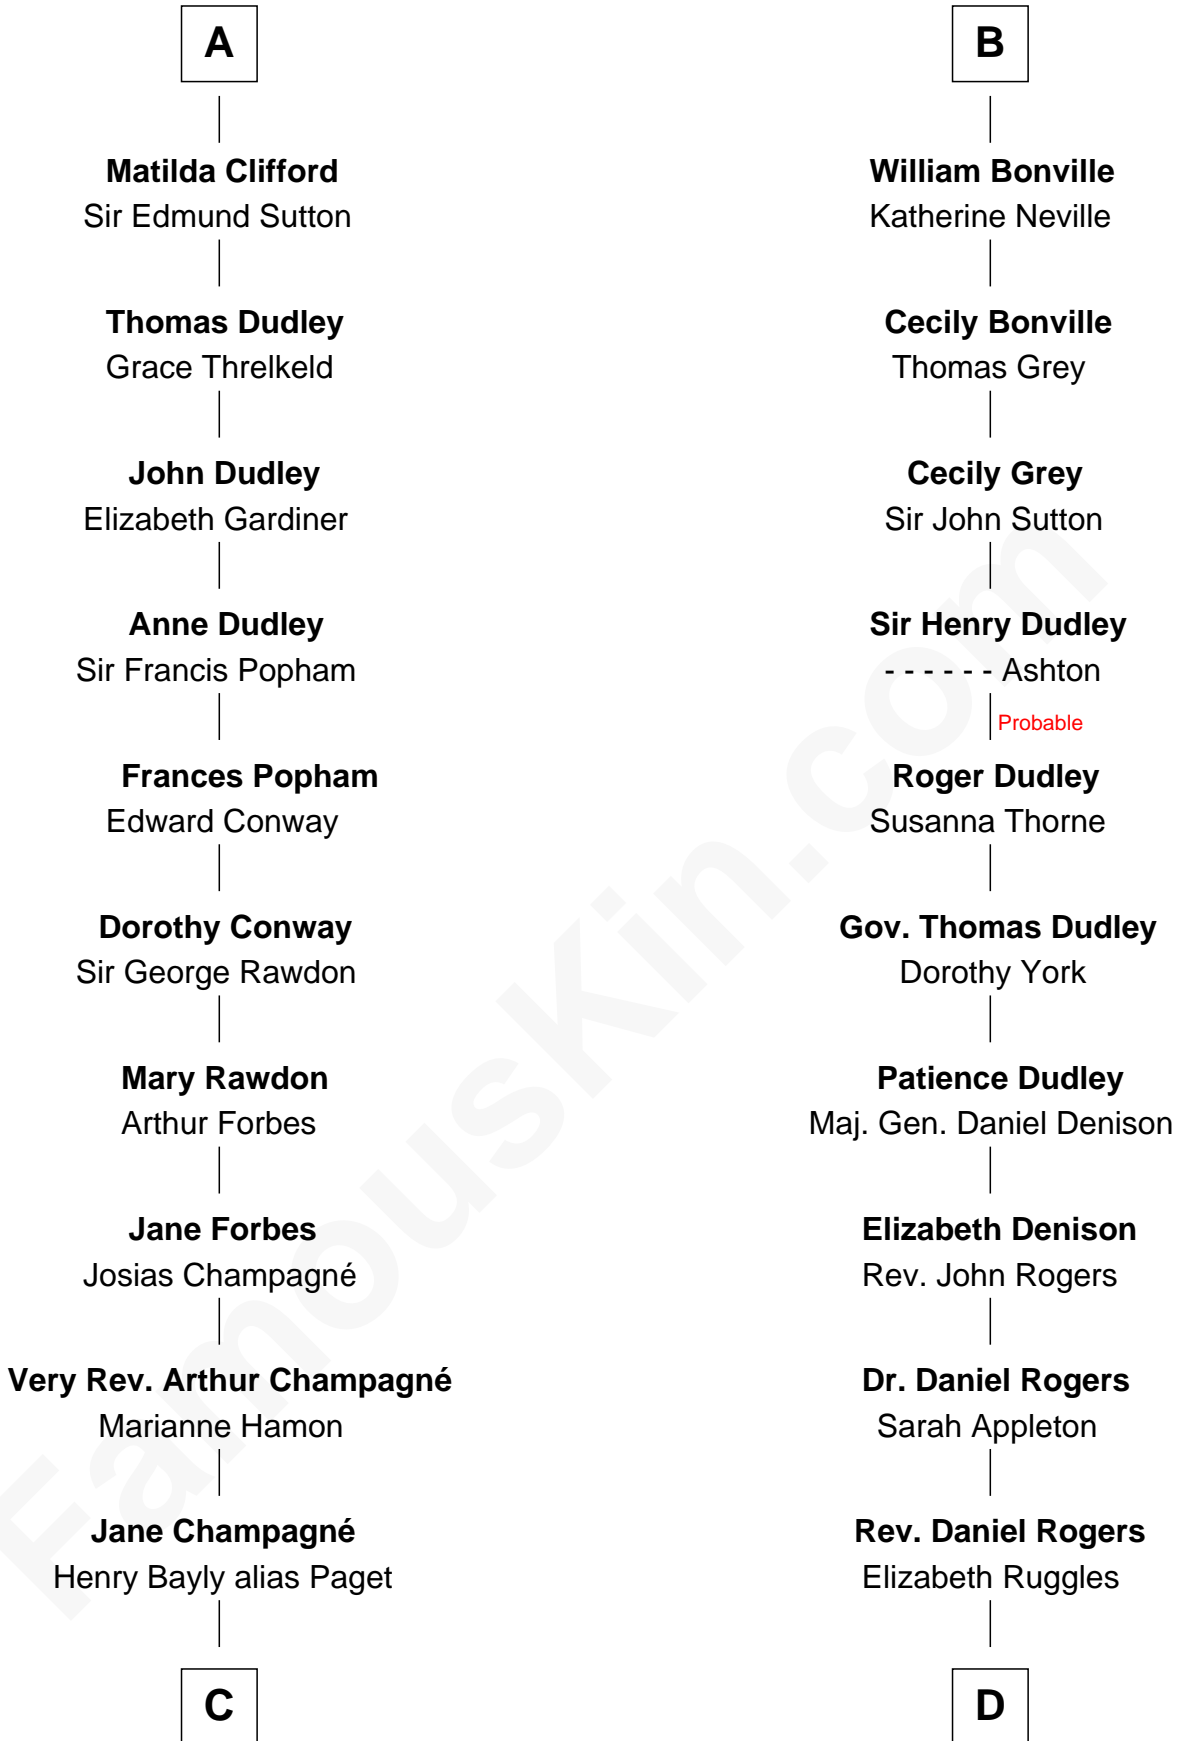 A
Matilda Clifford
Sir Edmund Sutton
Thomas Dudley
Grace Threlkeld
John Dudley
Elizabeth Gardiner
Anne Dudley
Sir Francis Popham
Frances Popham
Edward Conway
Dorothy Conway
Sir George Rawdon
Mary Rawdon
Arthur Forbes
Jane Forbes
Josias Champagné
Very Rev. Arthur Champagné
Marianne Hamon
Jane Champagné
Henry Bayly alias Paget
C
B
William Bonville
Katherine Neville
Cecily Bonville
Thomas Grey
Cecily Grey
Sir John Sutton
Sir Henry Dudley
- - - - - - Ashton
Probable
Roger Dudley
Susanna Thorne
Gov. Thomas Dudley
Dorothy York
Patience Dudley
Maj. Gen. Daniel Denison
Elizabeth Denison
Rev. John Rogers
Dr. Daniel Rogers
Sarah Appleton
Rev. Daniel Rogers
Elizabeth Ruggles
D
FamousKin.com